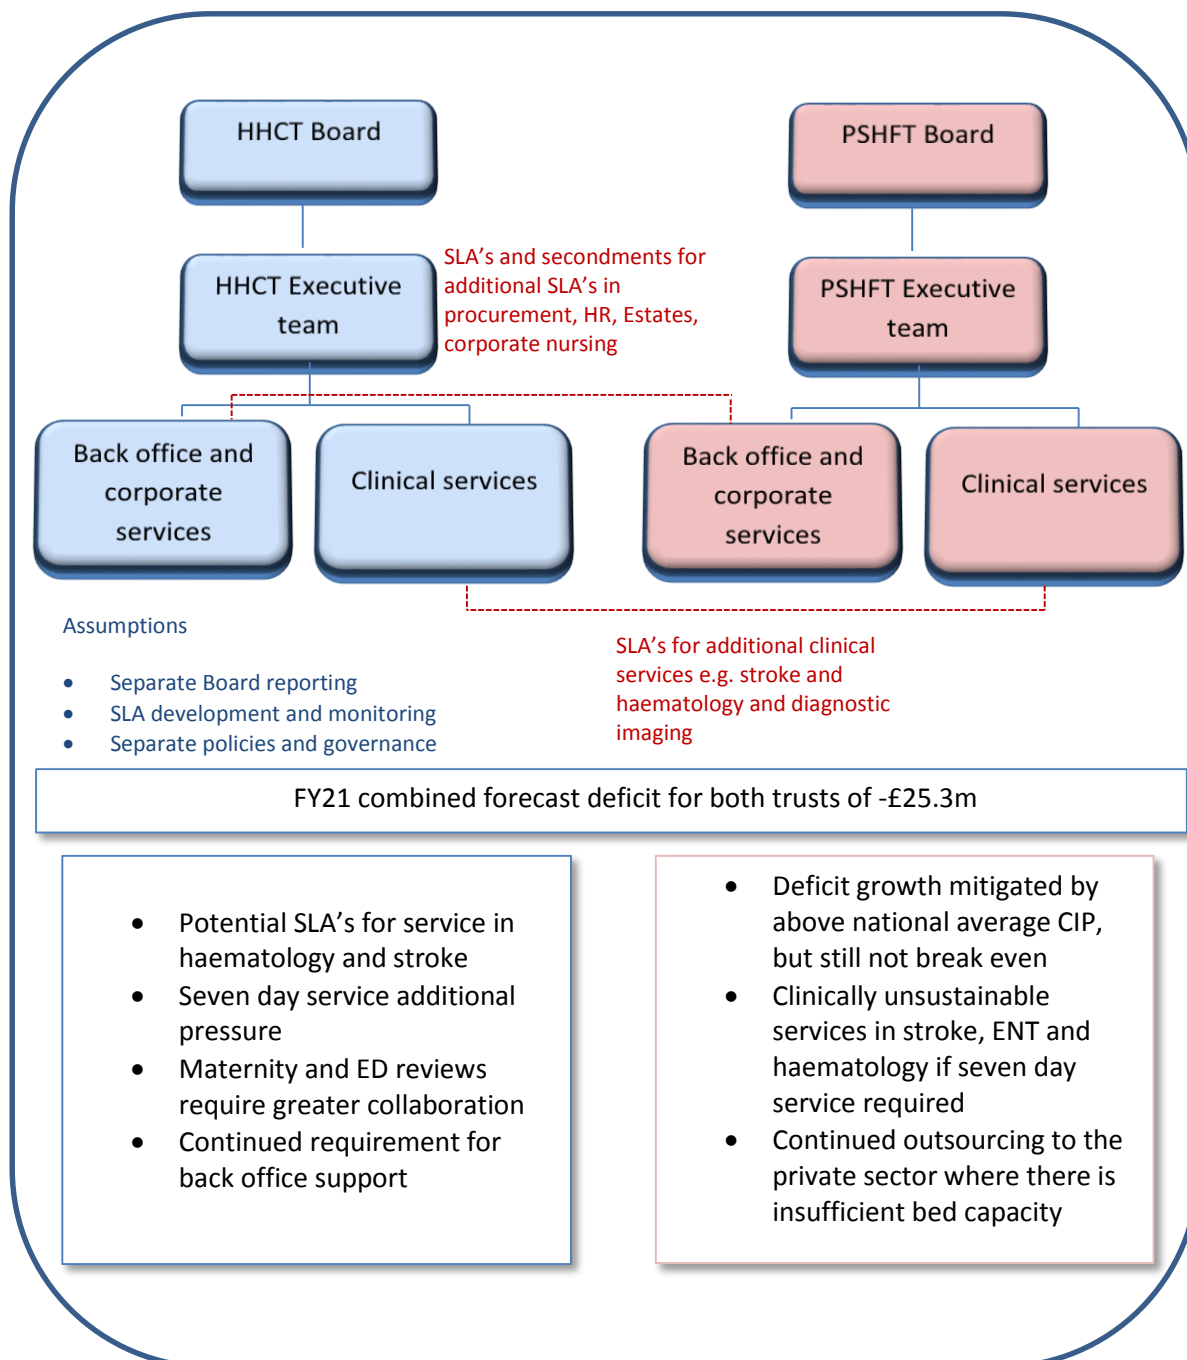 HHCT Board
PSHFT Board
HHCT Executive
team
SLA's and secondments for
additional SLA's in
procurement, HR, Estates,
corporate nursing
PSHFT Executive
team
Back office and
corporate
services
Clinical services
Back office and
corporate
services
Clinical services
Assumptions
• Separate Board reporting
• SLA development and monitoring
• Separate policies and governance
SLA's for additional clinical
services e.g. stroke and
haematology and diagnostic
imaging
FY21 combined forecast deficit for both trusts of -£25.3m
• Potential SLA's for service in
haematology and stroke
• Seven day service additional
pressure
• Maternity and ED reviews
require greater collaboration
• Continued requirement for
back office support
• Deficit growth mitigated by
above national average CIP,
but still not break even
• Clinically unsustainable
services in stroke, ENT and
haematology if seven day
service required
• Continued outsourcing to the
private sector where there is
insufficient bed capacity